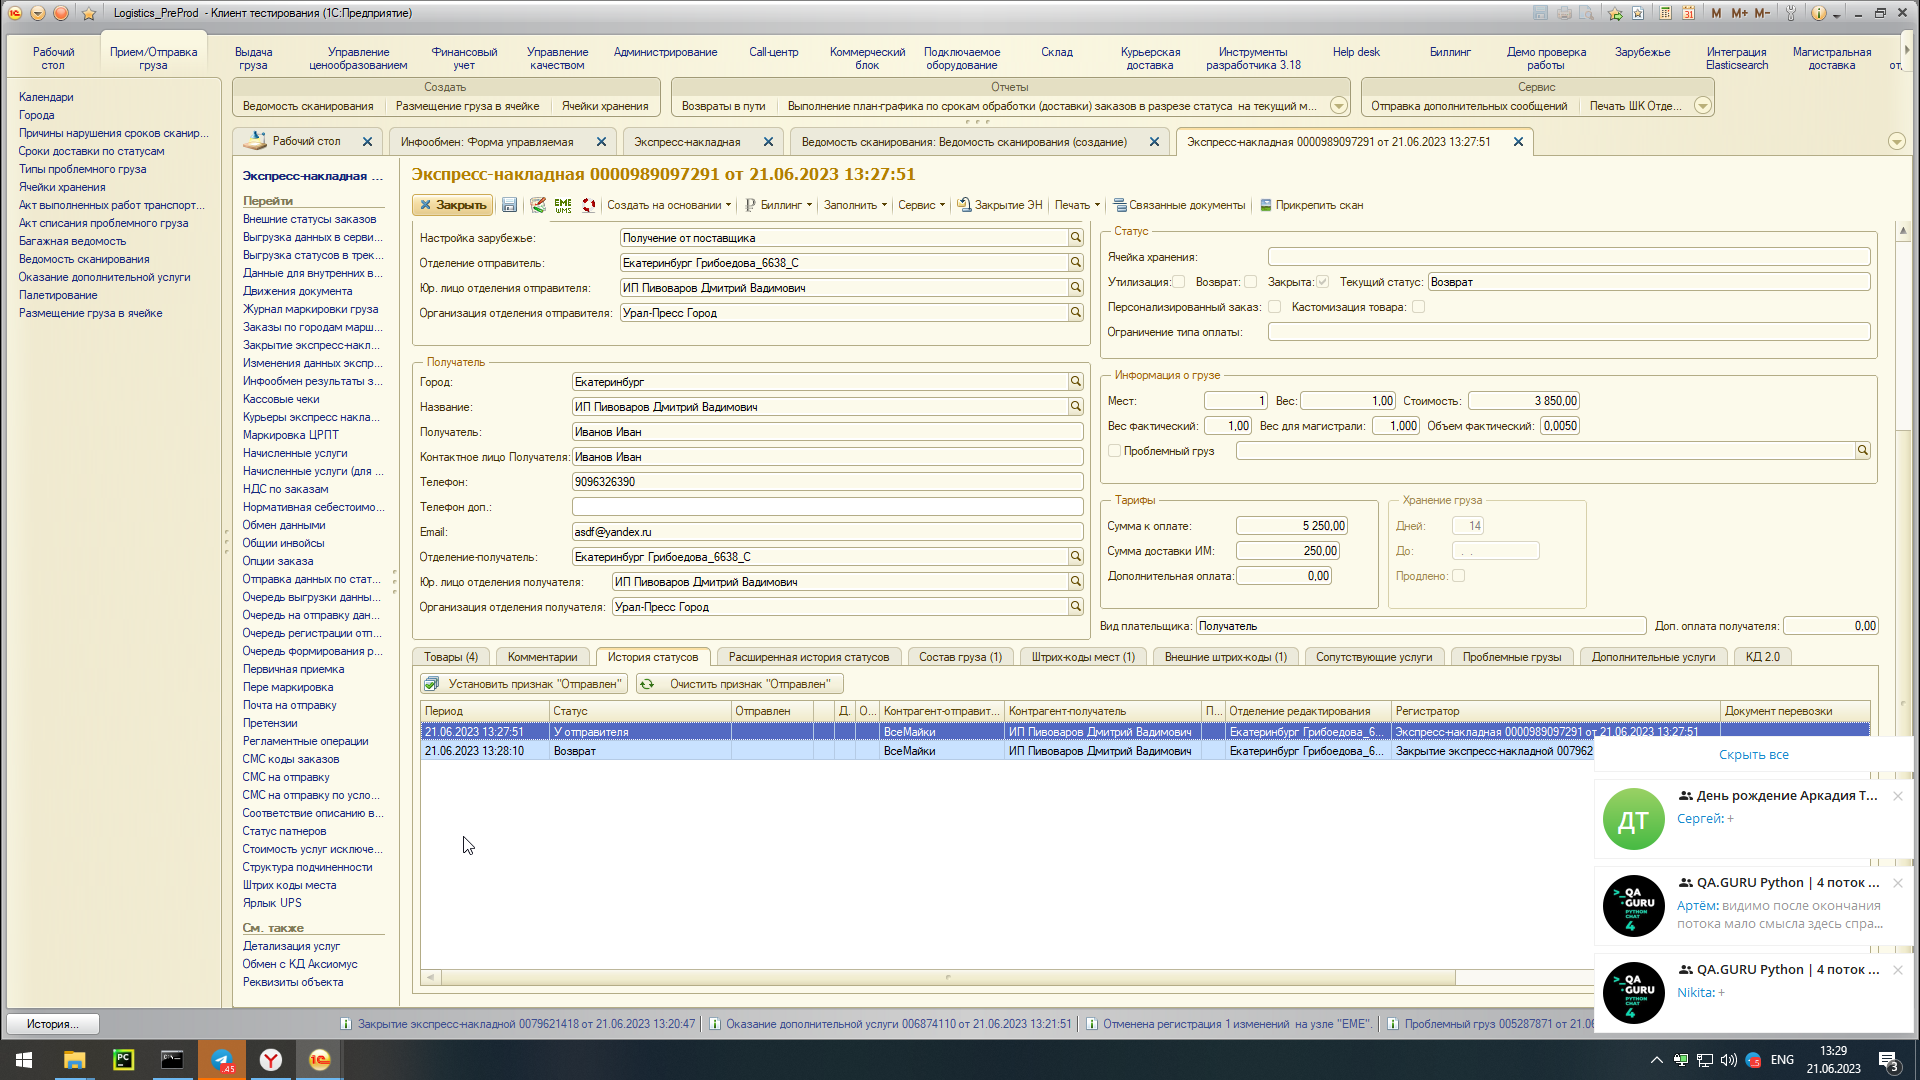 Logistics_PreProd - Клиент тестирования (1С:Предприятие)
M M+ M-
Рабочий стол
Прием/Отправка груза
Выдача груза
Управление ценообразованием
Финансовый учет
Управление качеством
Администрирование
Call-центр
Коммерческий блок
Подключаемое оборудование
Склад
Курьерская доставка
Инструменты разработчика 3.18
Help desk
Биллинг
Демо проверка работы
Зарубежье
Интеграция Elasticsearch
Магистральная доставка
Календари
Города
Причины нарушения сроков сканир...
Сроки доставки по статусам
Типы проблемного груза
Ячейки хранения
Акт выполненных работ транспорт...
Акт списания проблемного груза
Багажная ведомость
Ведомость сканирования
Оказание дополнительной услуги
Палетирование
Размещение груза в ячейке
Создать
Ведомость сканирования Размещение груза в ячейке Ячейки хранения
Отчеты
Возвраты в пути Выполнение план-графика по срокам обработки (доставки) заказов в разрезе статуса на текущий м...
Сервис
Отправка дополнительных сообщений Печать ШК Отде...
Рабочий стол
Инфообмен: Форма управляемая
Экспресс-накладная
Ведомость сканирования: Ведомость сканирования (создание)
Экспресс-накладная 0000989097291 от 21.06.2023 13:27:51
Экспресс-накладная ...
Перейти
Внешние статусы заказов
Выгрузка данных в серви...
Выгрузка статусов в трек...
Данные для внутренних в...
Движения документа
Журнал маркировки груза
Заказы по городам марш...
Закрытие экспресс-накл...
Изменения данных экспр...
Инфообмен результаты з...
Кассовые чеки
Курьеры экспресс накла...
Маркировка ЦРПТ
Начисленные услуги
Начисленные услуги (для ...
НДС по заказам
Нормативная себестоимо...
Обмен данными
Общии инвойсы
Опции заказа
Отправка данных по стат...
Очередь выгрузки данны...
Очередь на отправку дан...
Очередь регистрации отп...
Очередь формирования р...
Первичная приемка
Пере маркировка
Почта на отправку
Претензии
Регламентные операции
СМС коды заказов
СМС на отправку
СМС на отправку по усло...
Соответствие описанию в...
Статус патнеров
Стоимость услуг исключе...
Структура подчиненности
Штрих коды места
Ярлык UPS
См. также
Детализация услуг
Обмен с КД Аксиомус
Реквизиты объекта
Экспресс-накладная 0000989097291 от 21.06.2023 13:27:51
Закрыть EME WMS Создать на основании Биллинг Заполнить Сервис Закрытие ЭН Печать Связанные документы Прикрепить скан
Настройка зарубежье: Получение от поставщика
Отделение отправитель: Екатеринбург Грибоедова_6638_С
Юр. лицо отделения отправителя: ИП Пивоваров Дмитрий Вадимович
Организация отделения отправителя: Урал-Пресс Город
Получатель
Город: Екатеринбург
Название: ИП Пивоваров Дмитрий Вадимович
Получатель: Иванов Иван
Контактное лицо Получателя: Иванов Иван
Телефон: 9096326390
Телефон доп.:
Email: asdf@yandex.ru
Отделение-получатель: Екатеринбург Грибоедова_6638_С
Юр. лицо отделения получателя: ИП Пивоваров Дмитрий Вадимович
Организация отделения получателя: Урал-Пресс Город
Статус
Ячейка хранения:
Утилизация: Возврат: Закрыта: Текущий статус: Возврат
Персонализированный заказ: Кастомизация товара:
Ограничение типа оплаты:
Информация о грузе
Мест: 1 Вес: 1,00 Стоимость: 3 850,00
Вес фактический: 1,00 Вес для магистрали: 1,000 Объем фактический: 0,0050
Проблемный груз
Тарифы
Сумма к оплате: 5 250,00
Сумма доставки ИМ: 250,00
Дополнительная оплата: 0,00
Хранение груза
Дней: 14
До: . .
Продлено:
Вид плательщика: Получатель Доп. оплата получателя: 0,00
Товары (4) Комментарии История статусов Расширенная история статусов Состав груза (1) Штрих-коды мест (1) Внешние штрих-коды (1) Сопутствующие услуги Проблемные грузы Дополнительные услуги КД 2.0
Установить признак "Отправлен" Очистить признак "Отправлен"
Период Статус Отправлен Д. О... Контрагент-отправит... Контрагент-получатель П... Отделение редактирования Регистратор Документ перевозки
21.06.2023 13:27:51 У отправителя ВсеМайки ИП Пивоваров Дмитрий Вадимович Екатеринбург Грибоедова_6... Экспресс-накладная 0000989097291 от 21.06.2023 13:27:51
21.06.2023 13:28:10 Возврат ВсеМайки ИП Пивоваров Дмитрий Вадимович Екатеринбург Грибоедова_6... Закрытие экспресс-накладной 007962
Скрыть все
ДТ
День рождение Аркадия Т...
Сергей: +
>_QA .GURU PYTHON CHAT 4
QA.GURU Python | 4 поток ...
Артём: видимо после окончания
потока мало смысла здесь спра...
>_QA .GURU PYTHON CHAT 4
QA.GURU Python | 4 поток ...
Nikita: +
История...
Закрытие экспресс-накладной 0079621418 от 21.06.2023 13:20:47
Оказание дополнительной услуги 006874110 от 21.06.2023 13:21:51
Отменена регистрация 1 изменений на узле "EME".
Проблемный груз 005287871 от 21.06
PC
45
Y
ENG
13:29
21.06.2023
3